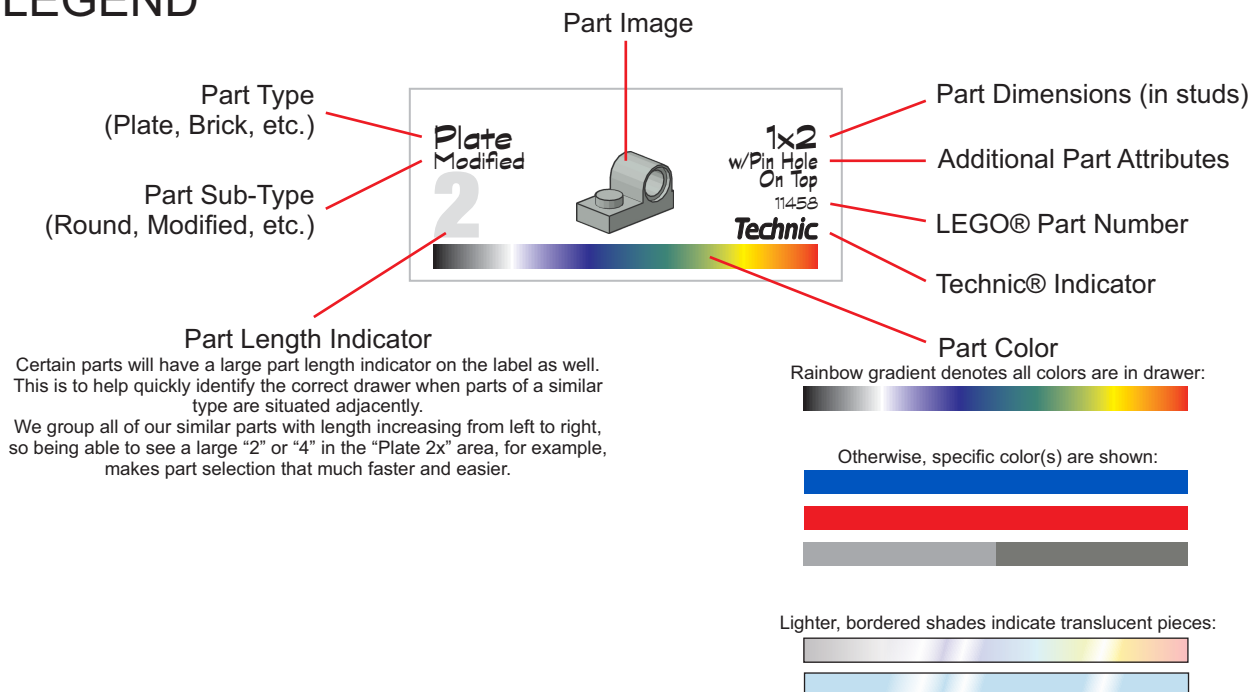 LEGEND
Part Image
Part Type
(Plate, Brick, etc.)
Part Sub-Type
(Round, Modified, etc.)
Plate
Modified
2
1x2
w/Pin Hole
On Top
11458
Technic
Part Dimensions (in studs)
Additional Part Attributes
LEGO® Part Number
Technic® Indicator
Part Length Indicator
Certain parts will have a large part length indicator on the label as well.
This is to help quickly identify the correct drawer when parts of a similar
type are situated adjacently.
We group all of our similar parts with length increasing from left to right,
so being able to see a large “2” or “4” in the “Plate 2x” area, for example,
makes part selection that much faster and easier.
Part Color
Rainbow gradient denotes all colors are in drawer:
Otherwise, specific color(s) are shown:
Lighter, bordered shades indicate translucent pieces: